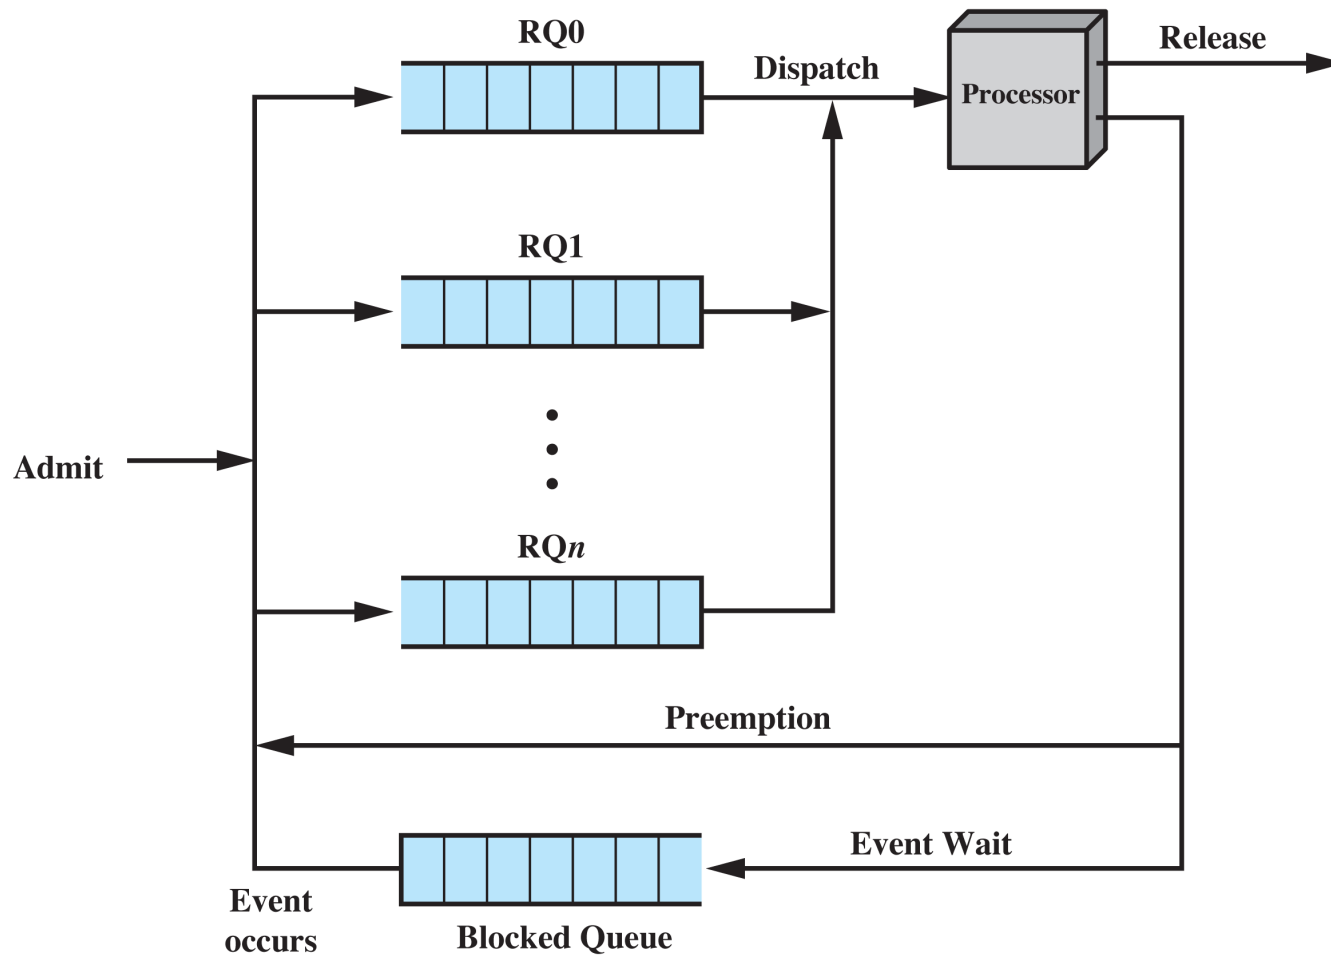 RQ0
Dispatch
Release
Processor
RQ1
Admit
RQn
Preemption
Event Wait
Event
occurs
Blocked Queue